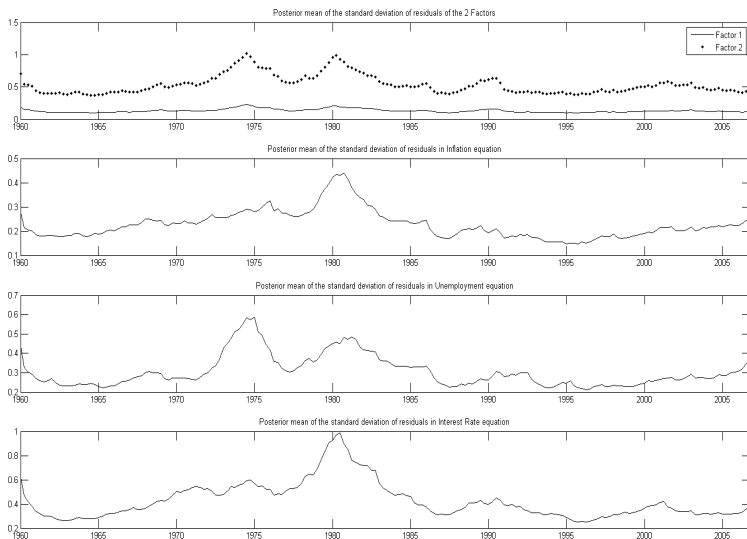 Posterior mean of the standard deviation of residuals of the 2 Factors
1.5
1
0.5
0
Factor 1
Factor 2
1960 1965 1970 1975 1980 1985 1990 1995 2000 2005
Posterior mean of the standard deviation of residuals in Inflation equation
0.5
0.4
0.3
0.2
0.1
1960 1965 1970 1975 1980 1985 1990 1995 2000 2005
Posterior mean of the standard deviation of residuals in Unemployment equation
0.7
0.6
0.5
0.4
0.3
0.2
1960 1965 1970 1975 1980 1985 1990 1995 2000 2005
Posterior mean of the standard deviation of residuals in Interest Rate equation
1
0.8
0.6
0.4
0.2
1960 1965 1970 1975 1980 1985 1990 1995 2000 2005